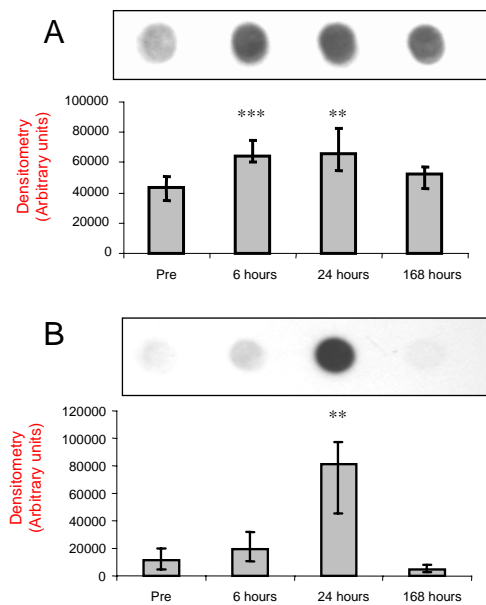 A
Densitometry
(Arbitrary units)
100000
80000
60000
40000
20000
0
*** **
Pre 6 hours 24 hours 168 hours
B
Densitometry
(Arbitrary units)
120000
100000
80000
60000
40000
20000
0
**
Pre 6 hours 24 hours 168 hours